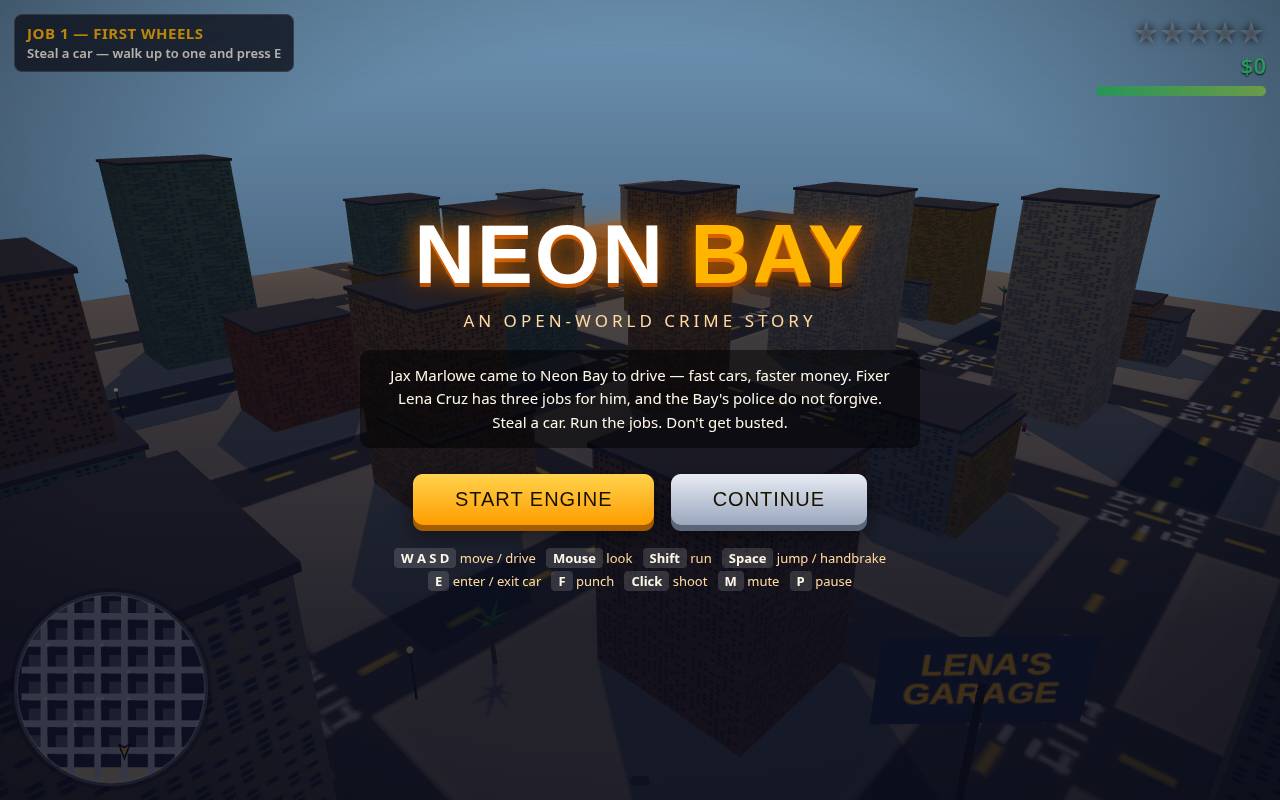 JOB 1 — FIRST WHEELS
Steal a car — walk up to one and press E
★★★★★
$0
NEON BAY
AN OPEN-WORLD CRIME STORY
Jax Marlowe came to Neon Bay to drive — fast cars, faster money. Fixer
Lena Cruz has three jobs for him, and the Bay's police do not forgive.
Steal a car. Run the jobs. Don't get busted.
START ENGINE CONTINUE
W A S D move / drive Mouse look Shift run Space jump / handbrake
E enter / exit car F punch Click shoot M mute P pause
LENA'S
GARAGE